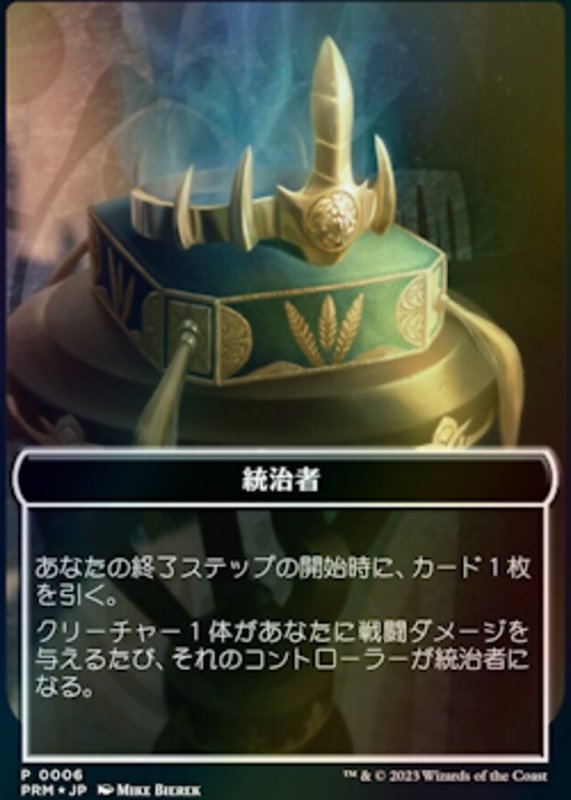 統治者
あなたの終了ステップの開始時に、カード１枚
を引く。
クリーチャー１体があなたに戦闘ダメージを
与えるたび、それのコントローラーが統治者に
なる。
P 0006
PRM★JP Mike Bierek
™ & © 2023 Wizards of the Coast